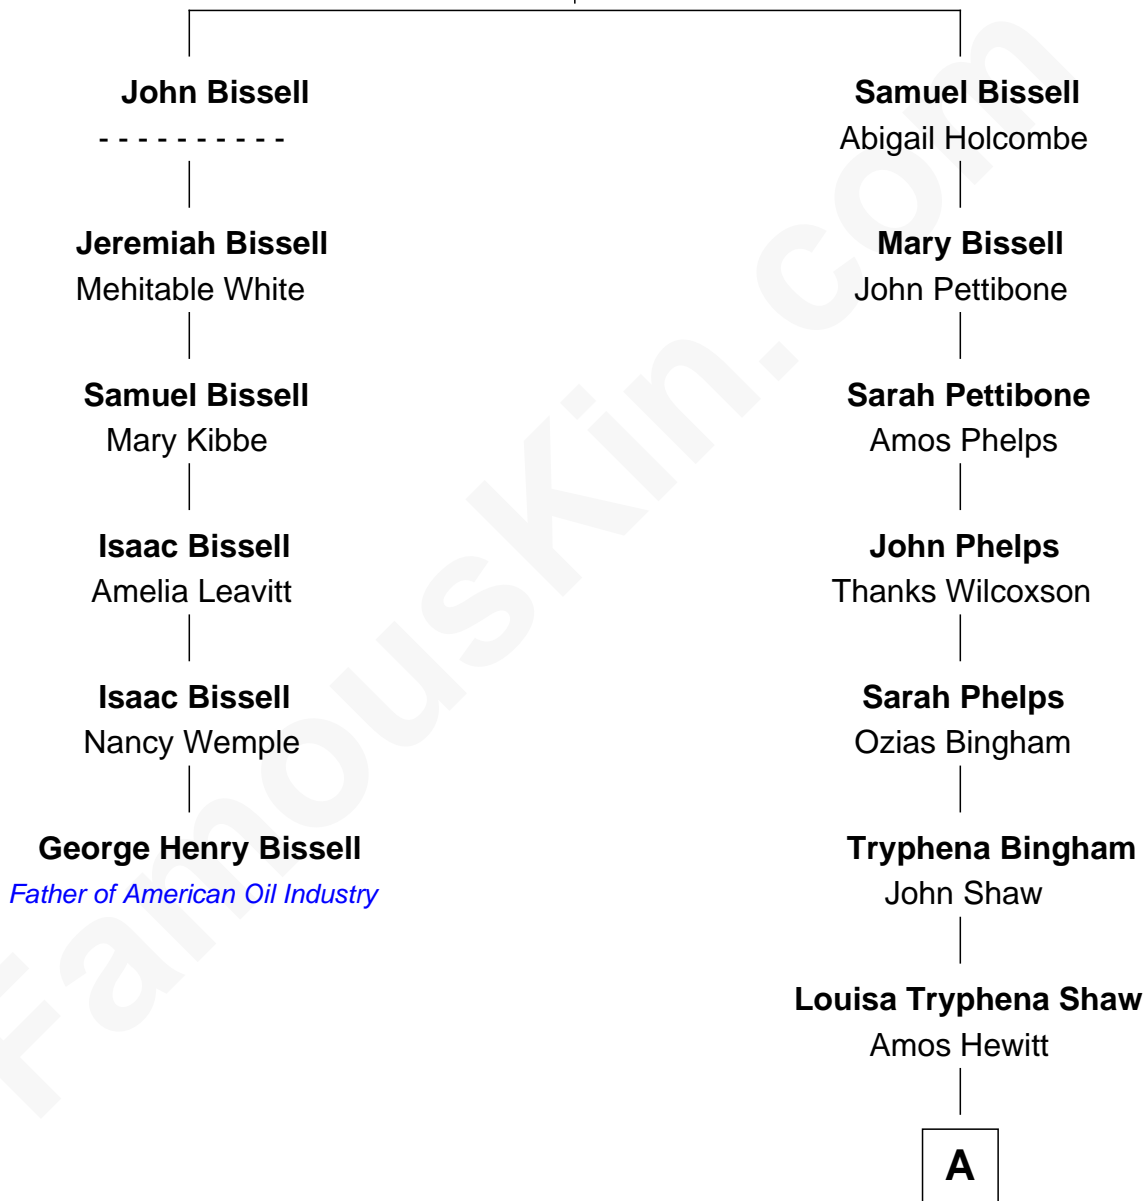 John Bissell
- - - - - - - - - -
Jeremiah Bissell
Mehitable White
Samuel Bissell
Mary Kibbe
Isaac Bissell
Amelia Leavitt
Isaac Bissell
Nancy Wemple
George Henry Bissell
Father of American Oil Industry
Samuel Bissell
Abigail Holcombe
Mary Bissell
John Pettibone
Sarah Pettibone
Amos Phelps
John Phelps
Thanks Wilcoxson
Sarah Phelps
Ozias Bingham
Tryphena Bingham
John Shaw
Louisa Tryphena Shaw
Amos Hewitt
A
FamousKin.com